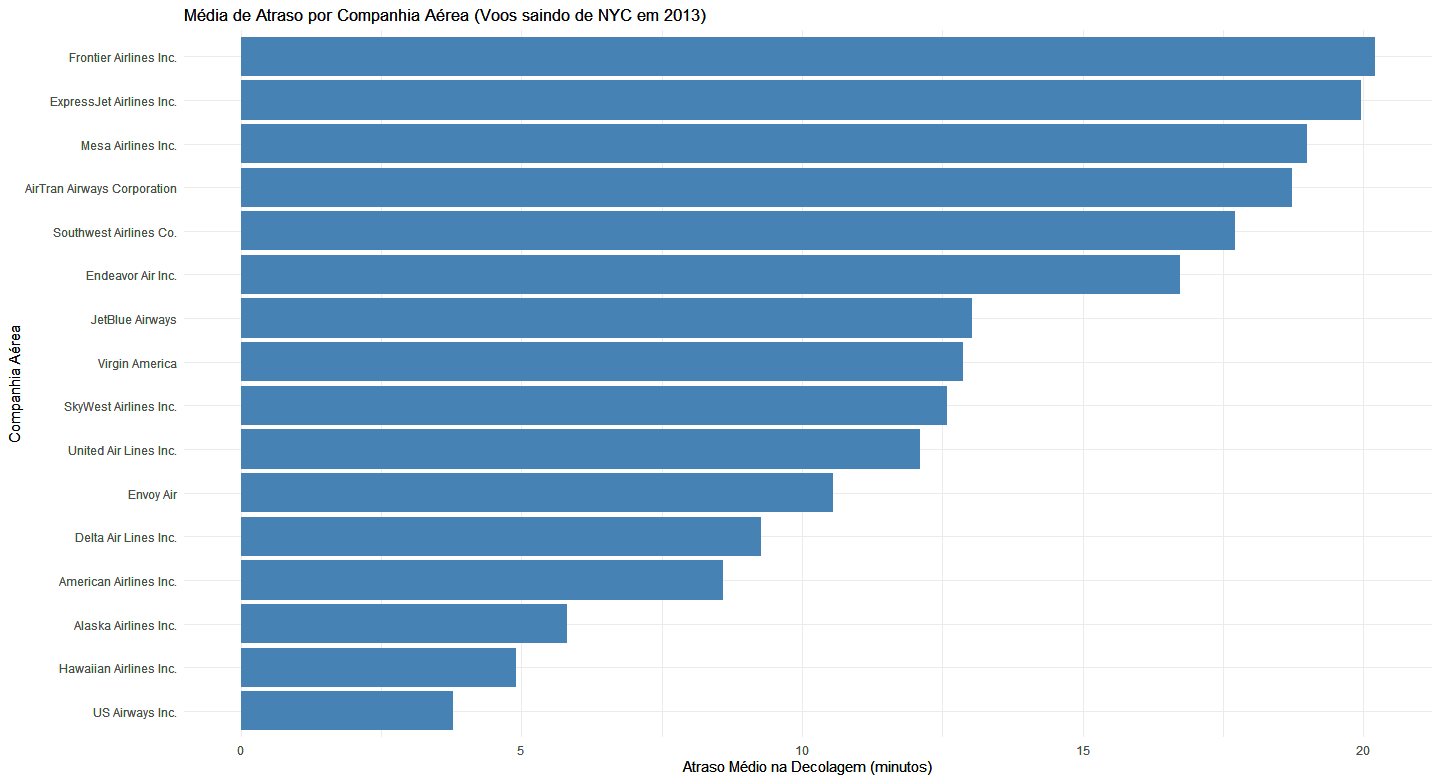 Média de Atraso por Companhia Aérea (Voos saindo de NYC em 2013)
Frontier Airlines Inc.
ExpressJet Airlines Inc.
Mesa Airlines Inc.
AirTran Airways Corporation
Southwest Airlines Co.
Endeavor Air Inc.
JetBlue Airways
Virgin America
SkyWest Airlines Inc.
United Air Lines Inc.
Envoy Air
Delta Air Lines Inc.
American Airlines Inc.
Alaska Airlines Inc.
Hawaiian Airlines Inc.
US Airways Inc.
Companhia Aérea
0 5 10 15 20
Atraso Médio na Decolagem (minutos)